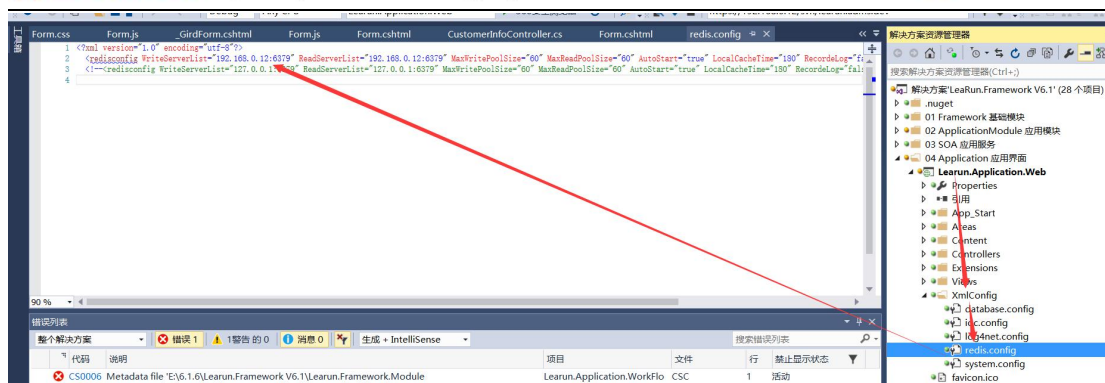 Form.css Form.js _GirdForm.cshtml Form.js Form.cshtml CustomerInfoController.cs Form.cshtml redis.config
1 <?xml version="1.0" encoding="utf-8"?>
2 <redisconfig WriteServerList="192.168.0.12:6379" ReadServerList="192.168.0.12:6379" MaxWritePoolSize="60" MaxReadPoolSize="60" AutoStart="true" LocalCacheTime="180" RecordeLog="fa
3 <!--<redisconfig WriteServerList="127.0.0.1:6379" ReadServerList="127.0.0.1:6379" MaxWritePoolSize="60" MaxReadPoolSize="60" AutoStart="true" LocalCacheTime="180" RecordeLog="fals
4
90 %
错误列表
整个解决方案 错误 1 1警告 的 0 消息 0 生成 + IntelliSense 搜索错误列表
代码 说明 项目 文件 行 禁止显示状态
CS0006 Metadata file 'E:\6.1.6\Learun.Framework V6.1\Learun.Framework.Module Learun.Application.WorkFlo CSC 1 活动
工具箱
解决方案资源管理器
搜索解决方案资源管理器(Ctrl+;)
解决方案'LeaRun.Framework V6.1' (28 个项目)
.nuget
01 Framework 基础模块
02 ApplicationModule 应用模块
03 SOA 应用服务
04 Application 应用界面
Learun.Application.Web
Properties
引用
App_Start
Areas
Content
Controllers
Extensions
Views
XmlConfig
database.config
ioc.config
log4net.config
redis.config
system.config
favicon.ico